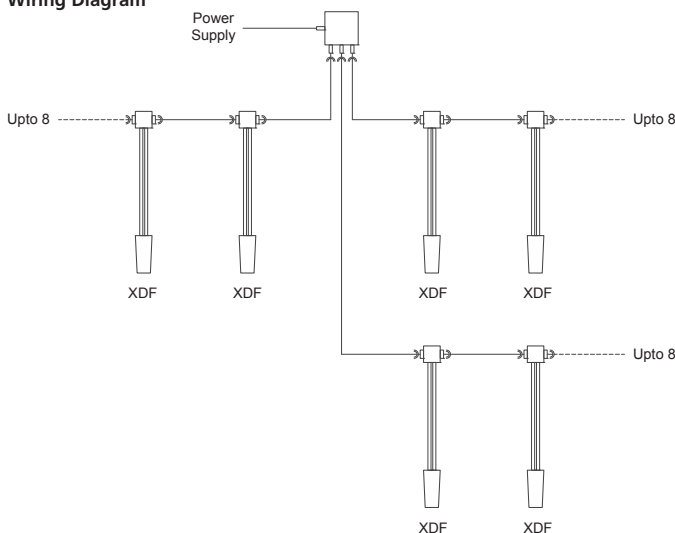 Wiring Diagram
Power
Supply
Upto 8
Upto 8
XDF
XDF
XDF
XDF
Upto 8
XDF
XDF